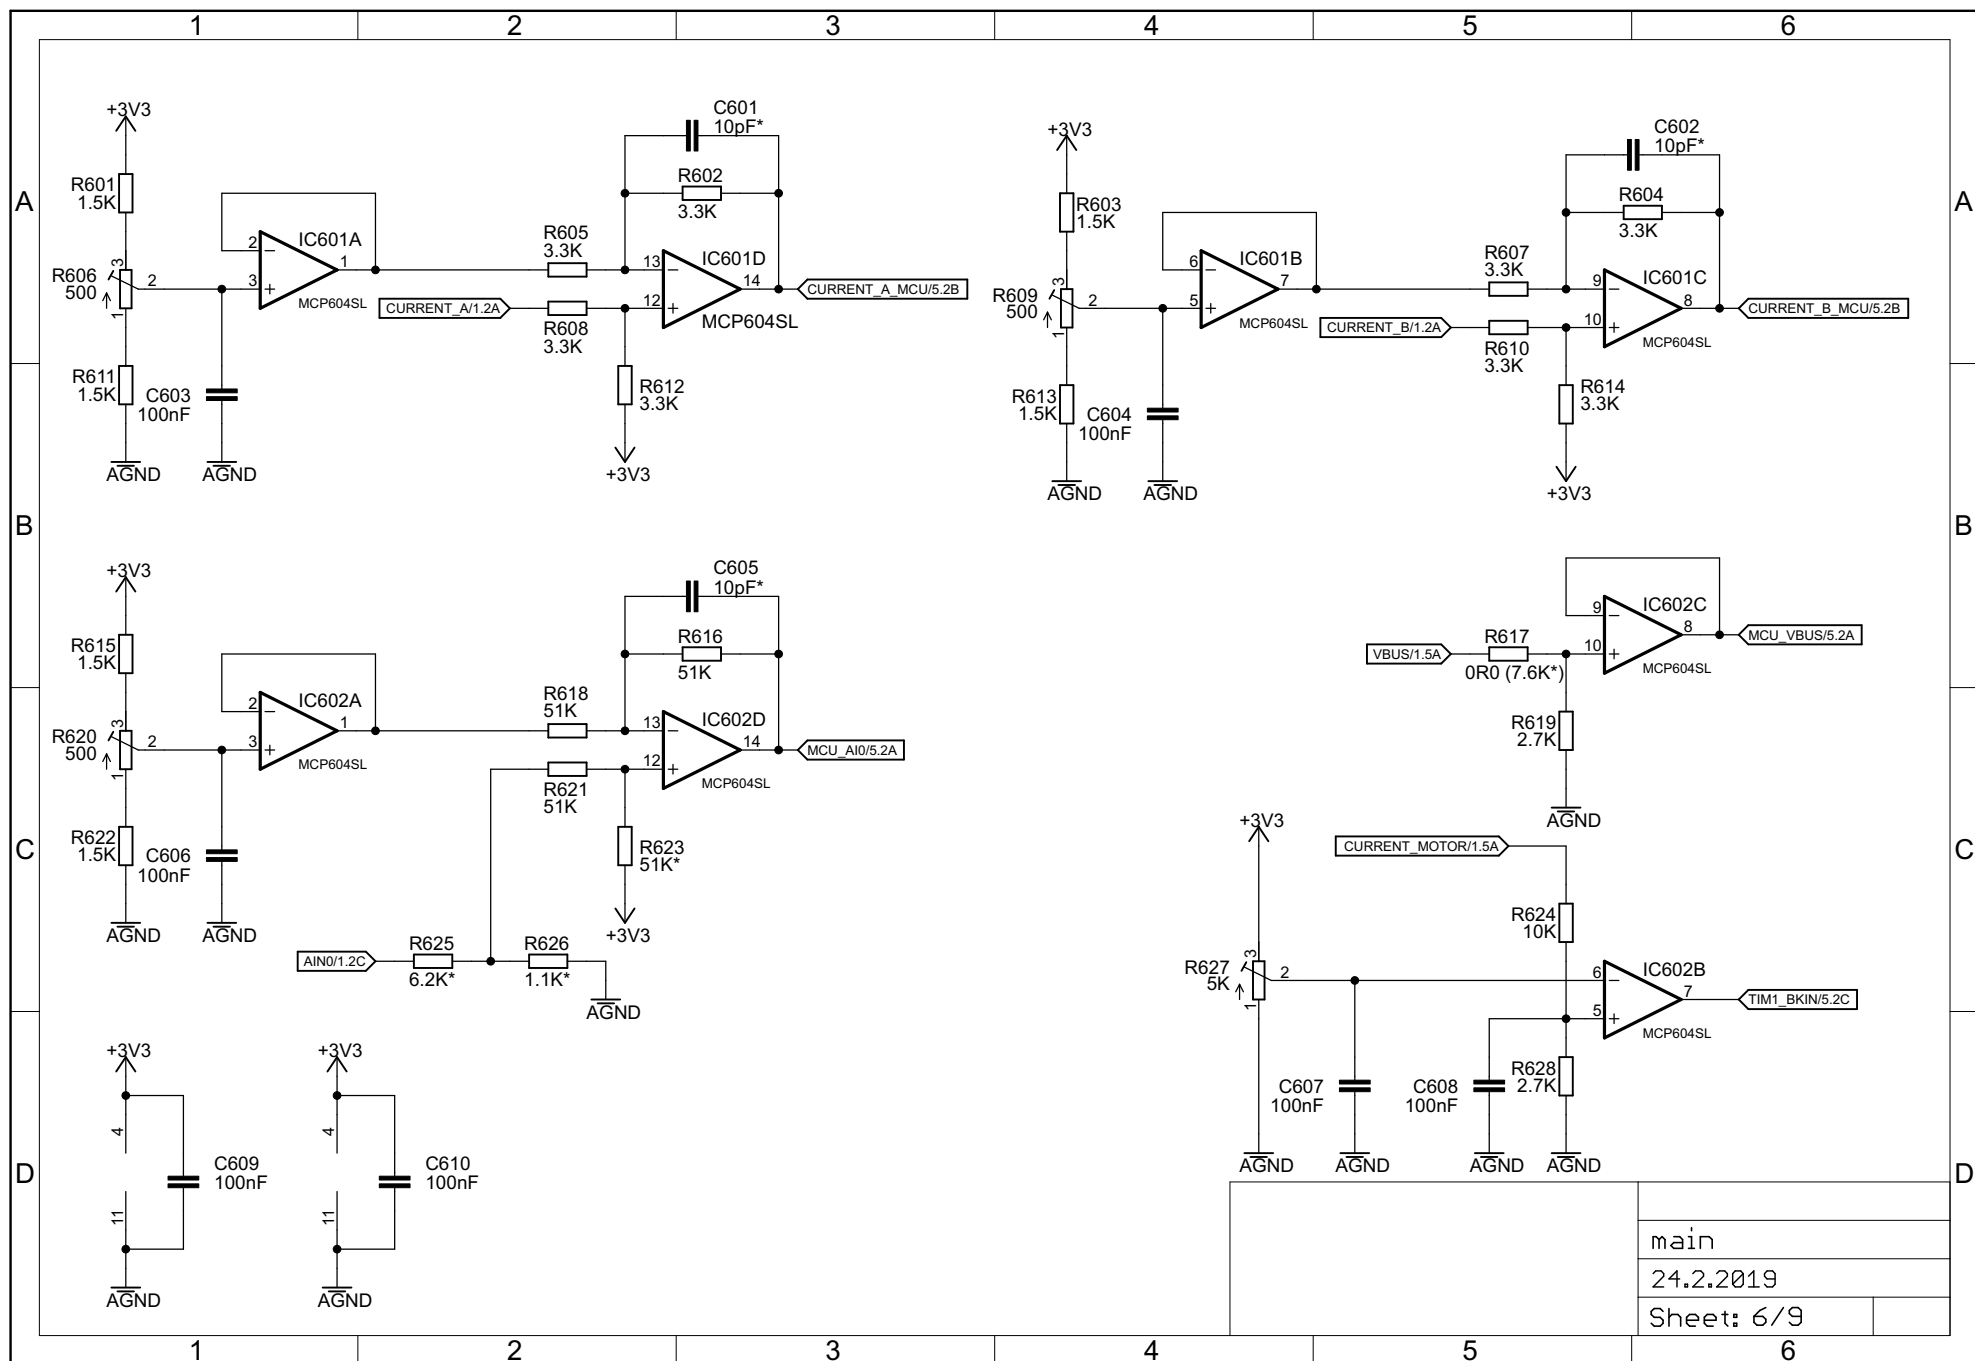 1 2 3 4 5 6
A
A
B
B
C
C
D
D
+3V3
R601
1.5K
R606
500
3
2
1
R611
1.5K
AGND
C603
100nF
AGND
2
3
1
IC601A
MCP604SL
R605
3.3K
CURRENT_A/1.2A
R608
3.3K
C601
10pF*
R602
3.3K
13
12
14
IC601D
MCP604SL
CURRENT_A_MCU/5.2B
R612
3.3K
+3V3
+3V3
R603
1.5K
R609
500
3
2
1
R613
1.5K
AGND
C604
100nF
AGND
6
5
7
IC601B
MCP604SL
R607
3.3K
CURRENT_B/1.2A
R610
3.3K
C602
10pF*
R604
3.3K
9
10
8
IC601C
MCP604SL
CURRENT_B_MCU/5.2B
R614
3.3K
+3V3
+3V3
R615
1.5K
R620
500
3
2
1
R622
1.5K
AGND
C606
100nF
AGND
2
3
1
IC602A
MCP604SL
R618
51K
R621
51K
C605
10pF*
R616
51K
13
12
14
IC602D
MCP604SL
MCU_AI0/5.2A
R623
51K*
+3V3
AIN0/1.2C
R625
6.2K*
R626
1.1K*
AGND
VBUS/1.5A
R617
0R0 (7.6K*)
9
10
8
IC602C
MCP604SL
MCU_VBUS/5.2A
R619
2.7K
AGND
+3V3
CURRENT_MOTOR/1.5A
R624
10K
R627
5K
3
2
1
6
5
7
IC602B
MCP604SL
TIM1_BKIN/5.2C
C607
100nF
C608
100nF
R628
2.7K
AGND
AGND
AGND
AGND
+3V3
4
11
C609
100nF
AGND
+3V3
4
11
C610
100nF
AGND
main
24.2.2019
Sheet: 6/9
1 2 3 4 5 6